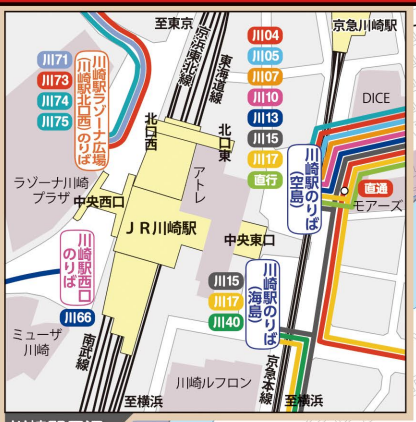 至東京
京急川崎駅
京浜東北線
東海道線
川71
川73
川74
川75
川崎駅ラゾーナ広場
(川崎駅北口西)のりば
川04
川05
川07
川10
川13
川15
川17
直行
DICE
北口西
北口東
アトレ
川崎駅のりば
(空島)
直通
モアーズ
ラゾーナ川崎
プラザ
中央西口
JR川崎駅
中央東口
川崎駅西口
のりば
川66
川15
川17
川40
川崎駅のりば
(海島)
ミューザ
川崎
南武線
川崎ルフロン
京急本線
至横浜
至横浜